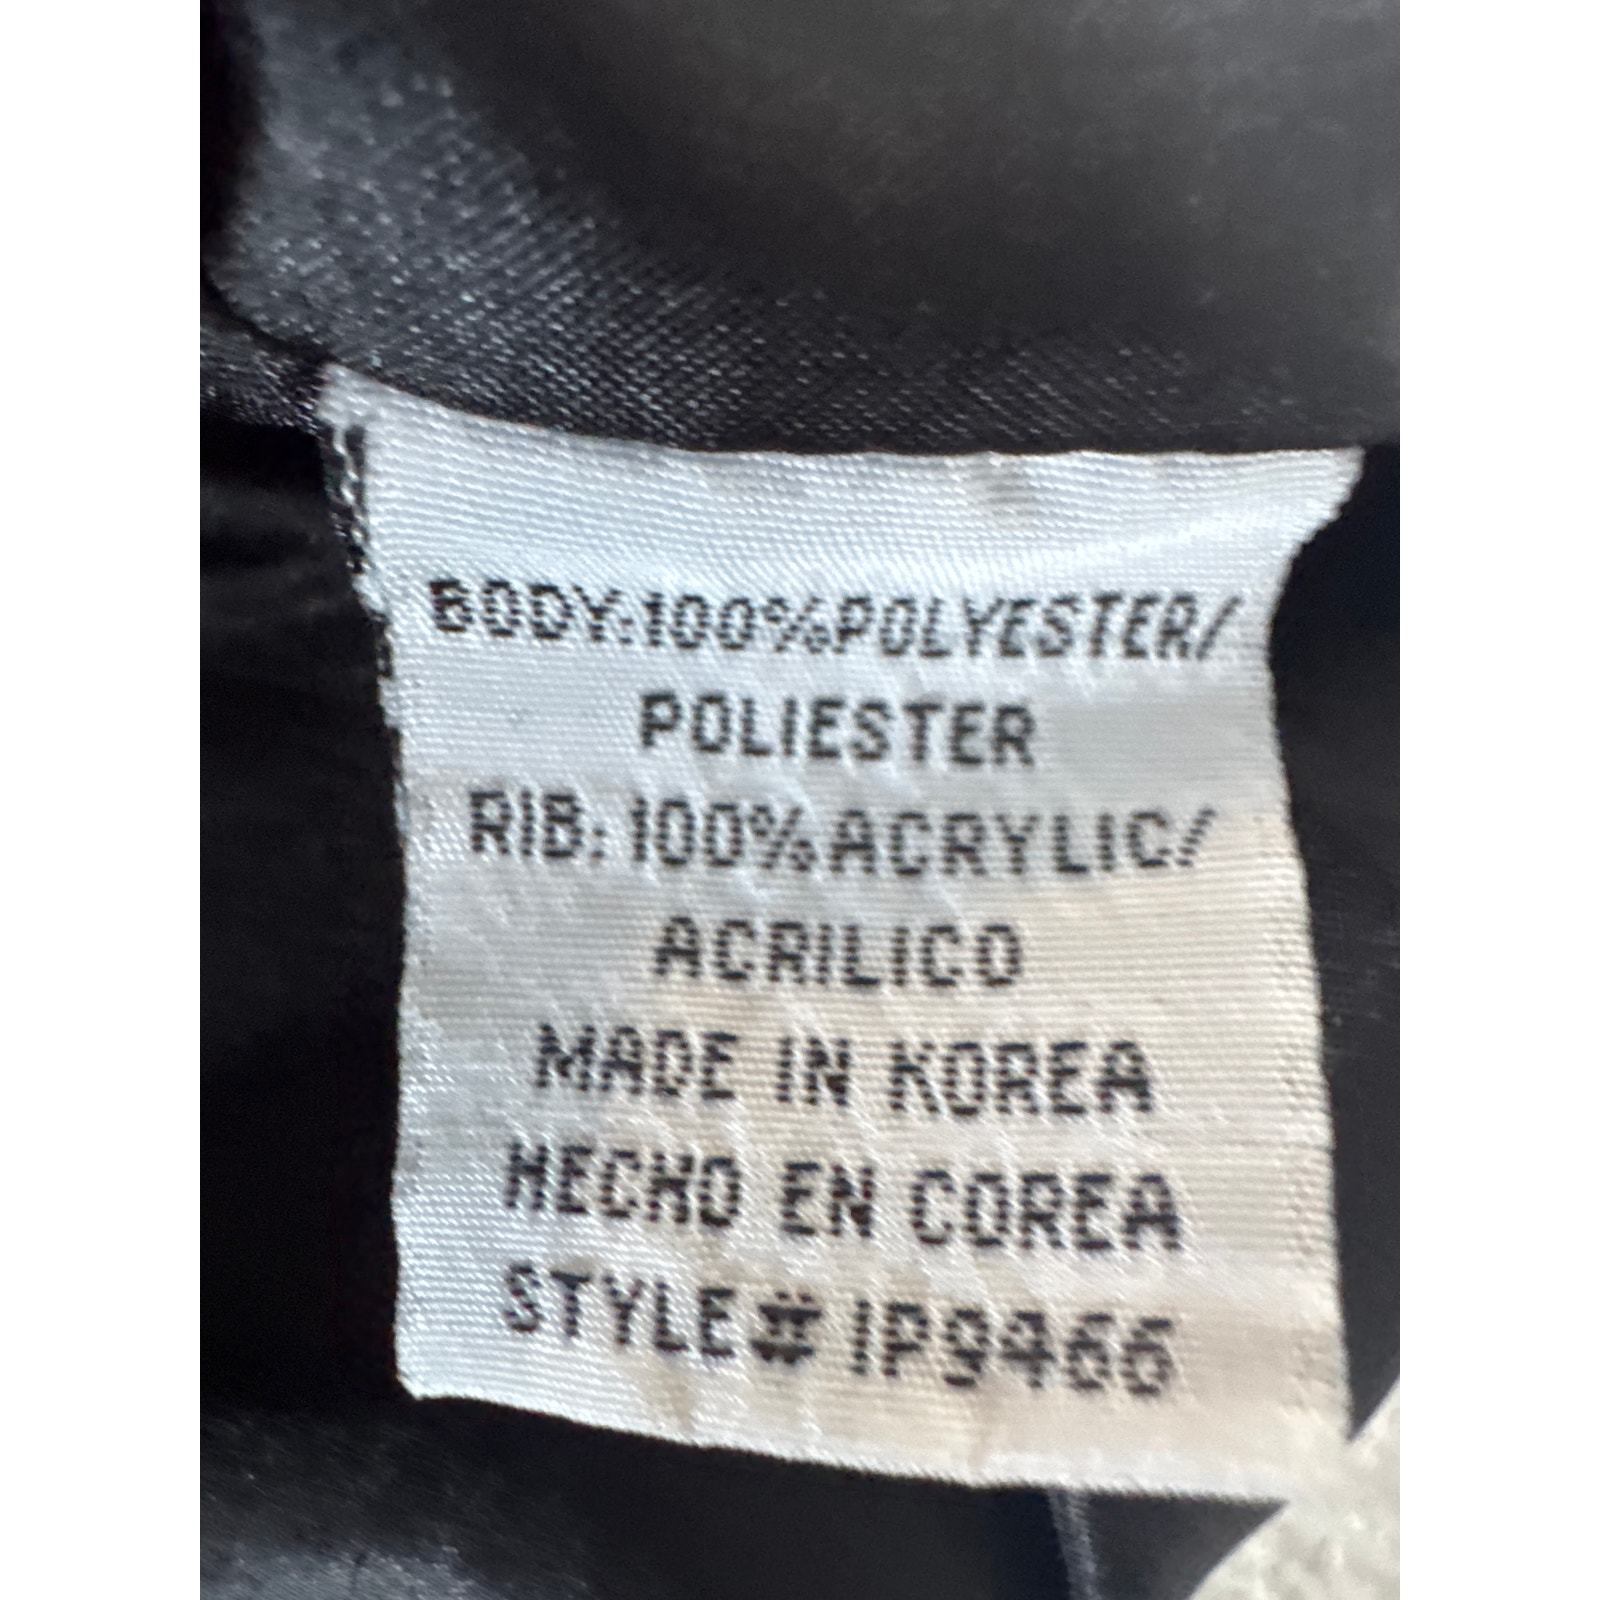 BODY:100%POLYESTER/
POLIESTER
RIB: 100%ACRYLIC/
ACRILICO
MADE IN KOREA
HECHO EN COREA
STYLE# IP9466